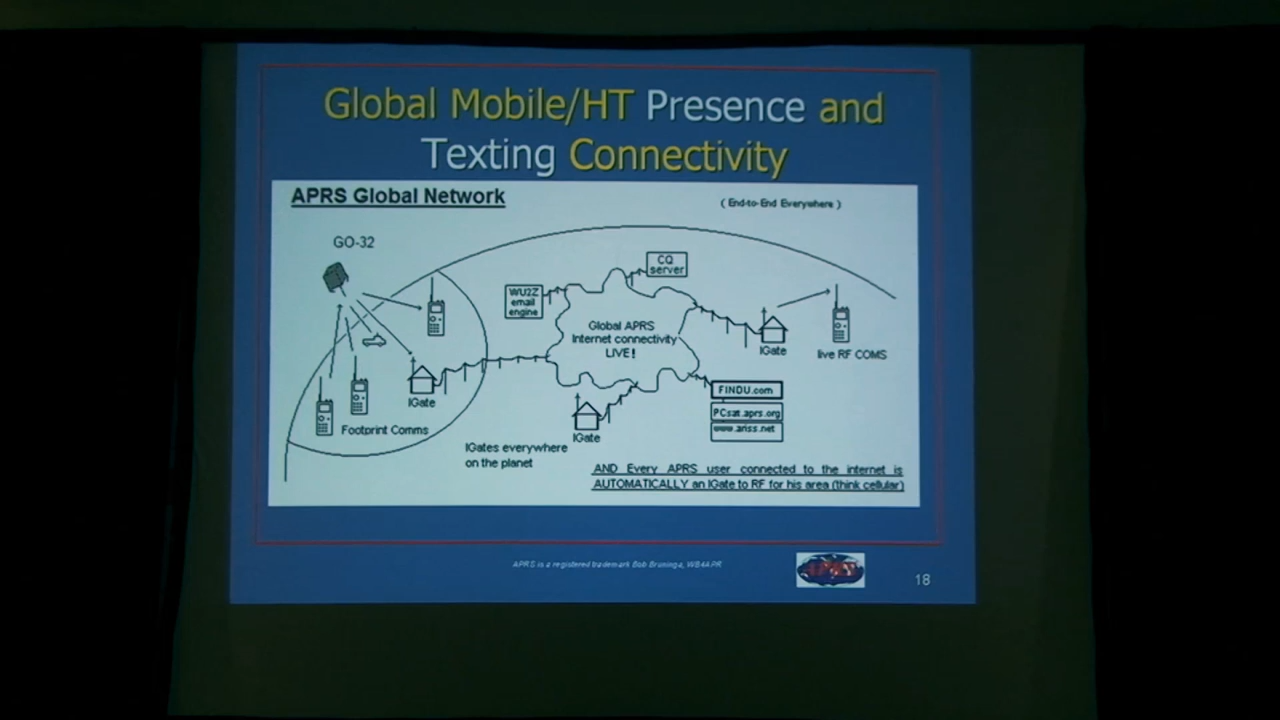 Global Mobile/HT Presence and
Texting Connectivity
APRS Global Network
( End-to-End Everywhere )
GO-32
CQ
server
WU2Z
email
engine
Global APRS
Internet connectivity
LIVE!
IGate
live RF COMS
IGate
Footprint Comms
FINDU.com
PCsat.aprs.org
www.ariss.net
IGate
IGates everywhere
on the planet
AND Every APRS user connected to the internet is
AUTOMATICALLY an IGate to RF for his area (think cellular)
APRS is a registered trademark Bob Bruninga, WB4APR
APRS
18